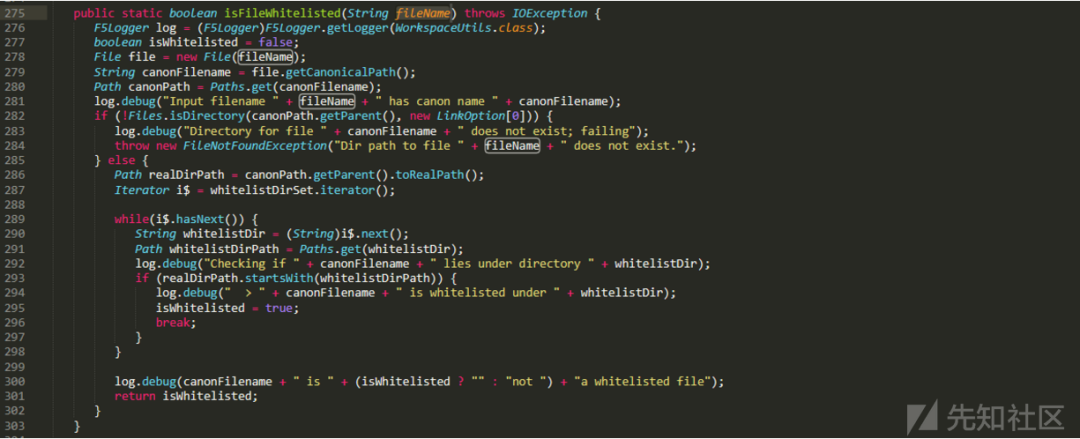 275 public static boolean isFileWhitelisted(String fileName) throws IOException {
276 F5Logger log = (F5Logger)F5Logger.getLogger(WorkspaceUtils.class);
277 boolean isWhitelisted = false;
278 File file = new File(fileName);
279 String canonFilename = file.getCanonicalPath();
280 Path canonPath = Paths.get(canonFilename);
281 log.debug("Input filename " + fileName + " has canon name " + canonFilename);
282 if (!Files.isDirectory(canonPath.getParent(), new LinkOption[0])) {
283 log.debug("Directory for file " + canonFilename + " does not exist; failing");
284 throw new FileNotFoundException("Dir path to file " + fileName + " does not exist.");
285 } else {
286 Path realDirPath = canonPath.getParent().toRealPath();
287 Iterator i$ = whitelistDirSet.iterator();
288
289 while(i$.hasNext()) {
290 String whitelistDir = (String)i$.next();
291 Path whitelistDirPath = Paths.get(whitelistDir);
292 log.debug("Checking if " + canonFilename + " lies under directory " + whitelistDir);
293 if (realDirPath.startsWith(whitelistDirPath)) {
294 log.debug("  > " + canonFilename + " is whitelisted under " + whitelistDir);
295 isWhitelisted = true;
296 break;
297 }
298 }
299
300 log.debug(canonFilename + " is " + (isWhitelisted ? "" : "not ") + "a whitelisted file");
301 return isWhitelisted;
302 }
303 }
先知社区